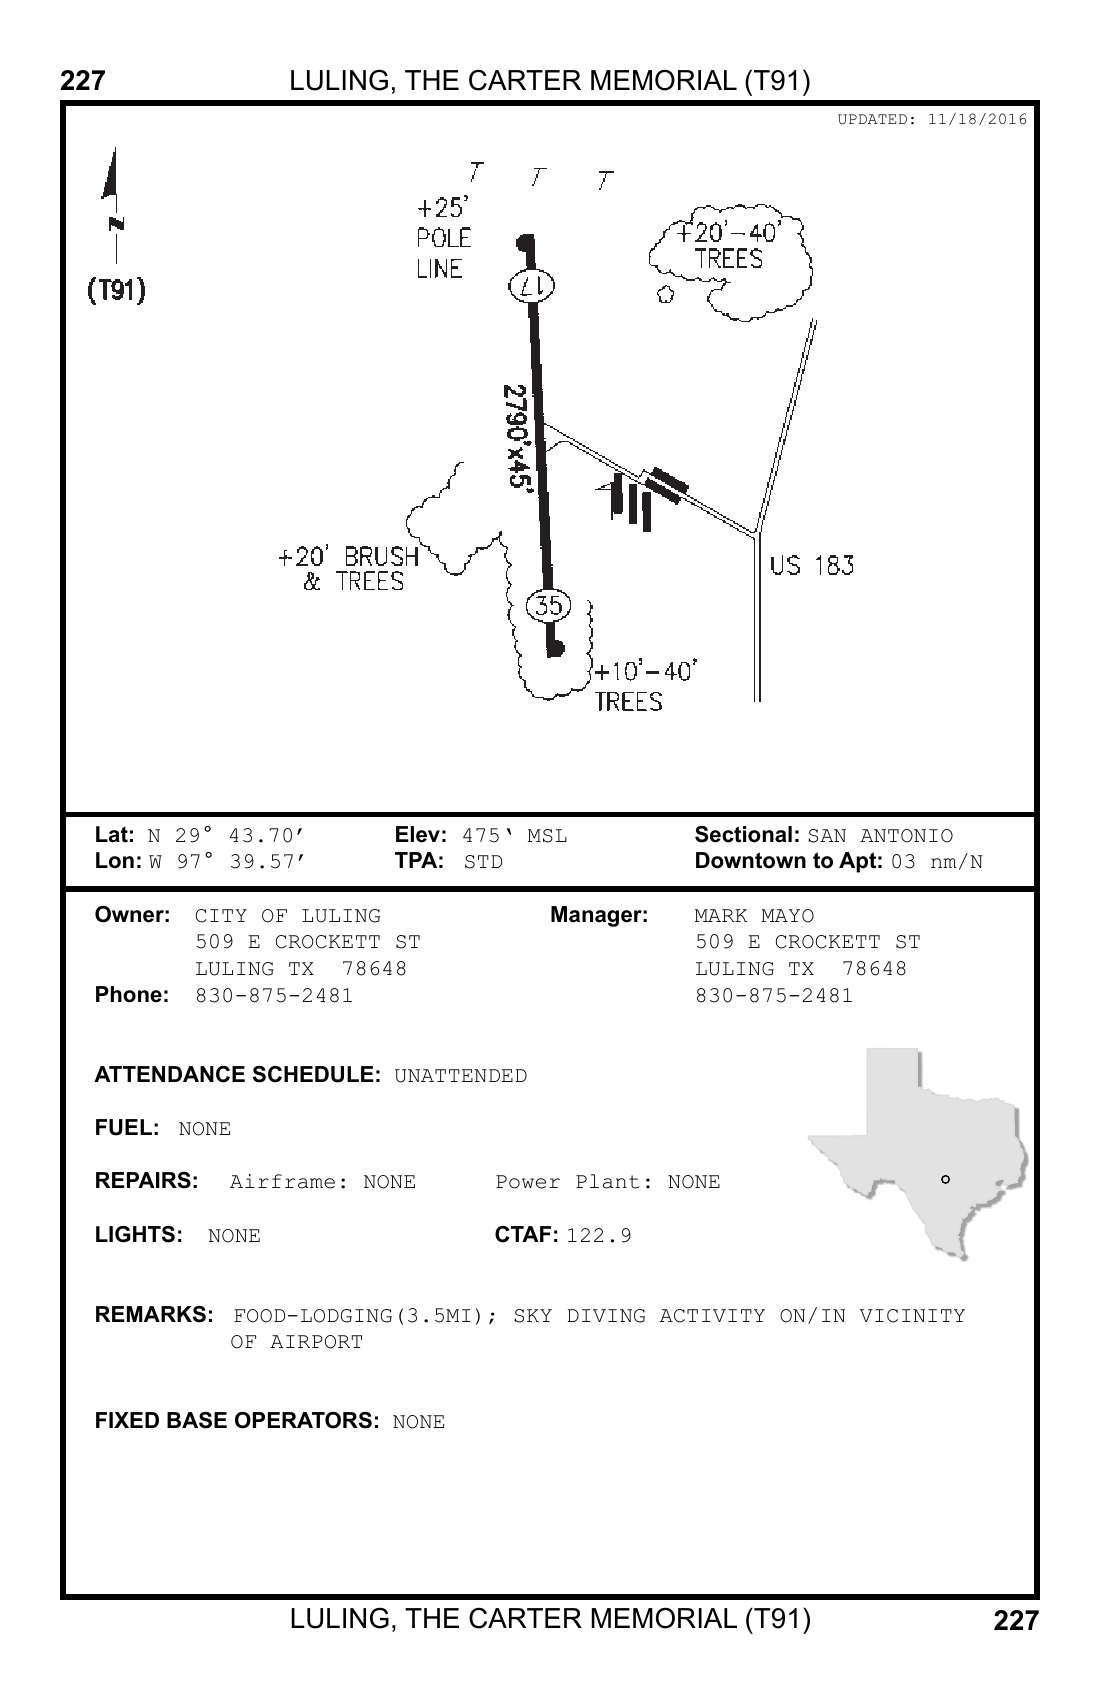 227 LULING, THE CARTER MEMORIAL (T91)
UPDATED: 11/18/2016
N
(T91)
+25'
POLE
LINE
T T T
+20'-40'
TREES
17
2790'x45'
+20' BRUSH
& TREES
35
+10'-40'
TREES
US 183
Lat: N 29° 43.70′ Elev: 475‘ MSL Sectional: SAN ANTONIO
Lon: W 97° 39.57′ TPA: STD Downtown to Apt: 03 nm/N
Owner: CITY OF LULING Manager: MARK MAYO
509 E CROCKETT ST 509 E CROCKETT ST
LULING TX 78648 LULING TX 78648
Phone: 830-875-2481 830-875-2481
ATTENDANCE SCHEDULE: UNATTENDED
FUEL: NONE
REPAIRS: Airframe: NONE Power Plant: NONE
LIGHTS: NONE CTAF: 122.9
REMARKS: FOOD-LODGING(3.5MI); SKY DIVING ACTIVITY ON/IN VICINITY
OF AIRPORT
FIXED BASE OPERATORS: NONE
LULING, THE CARTER MEMORIAL (T91) 227